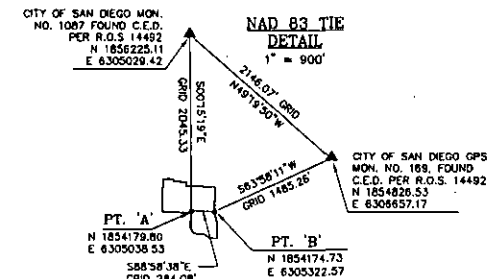 CITY OF SAN DIEGO MON.
NO. 1087 FOUND C.E.D.
PER R.O.S 14492
N 1856225.11
E 6305029.42
NAD 83 TIE
DETAIL
1" = 900'
2146.07' GRID
N49°19'50"W
S00°15'19"E
GRID 2045.33
CITY OF SAN DIEGO GPS
MON. NO. 169, FOUND
C.E.D. PER R.O.S. 14492
N 1854826.53
E 6306657.17
S63°58'11"W
GRID 1485.26'
PT. 'A'
N 1854179.80
E 6305038.53
S88°58'38"E
GRID 284.08'
PT. 'B'
N 1854174.73
E 6305322.57